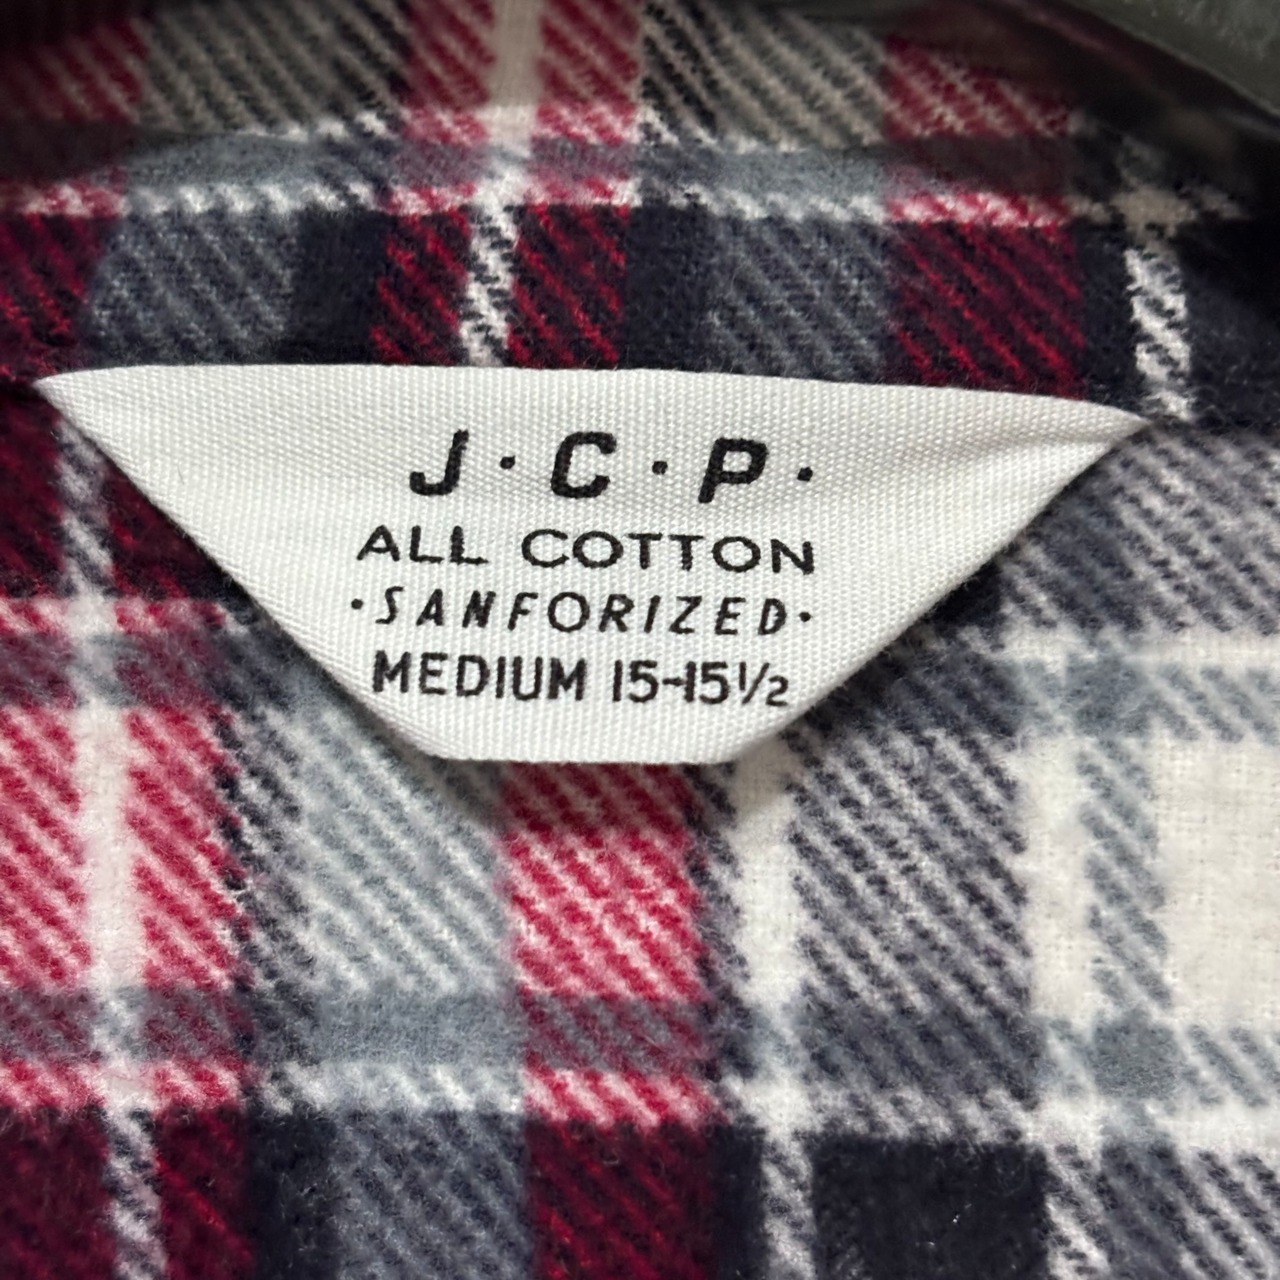 J·C·P·
ALL COTTON
·SANFORIZED·
MEDIUM 15-15½